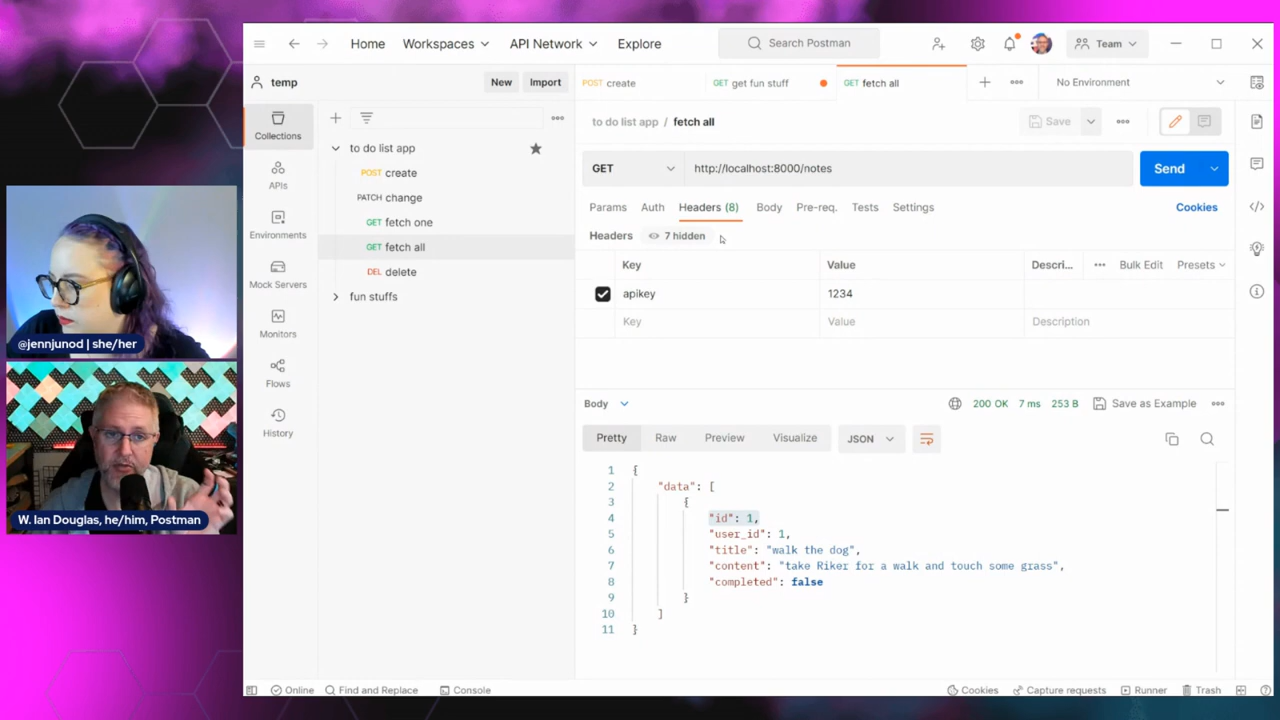 Home
Workspaces
API Network
Explore
Search Postman
Team
temp
New
Import
POST create
GET get fun stuff
GET fetch all
No Environment
Collections
APIs
Environments
Mock Servers
Monitors
Flows
History
to do list app
POST create
PATCH change
GET fetch one
GET fetch all
DEL delete
fun stuffs
to do list app / fetch all
Save
GET
http://localhost:8000/notes
Send
Params
Auth
Headers (8)
Body
Pre-req.
Tests
Settings
Cookies
Headers
7 hidden
Key
Value
Descri...
Bulk Edit
Presets
apikey
1234
Key
Value
Description
Body
200 OK
7 ms
253 B
Save as Example
Pretty
Raw
Preview
Visualize
JSON
1 {
2 "data": [
3 {
4 "id": 1,
5 "user_id": 1,
6 "title": "walk the dog",
7 "content": "take Riker for a walk and touch some grass",
8 "completed": false
9 }
10 ]
11 }
@jennjunod | she/her
W. Ian Douglas, he/him, Postman
Online
Find and Replace
Console
Cookies
Capture requests
Runner
Trash